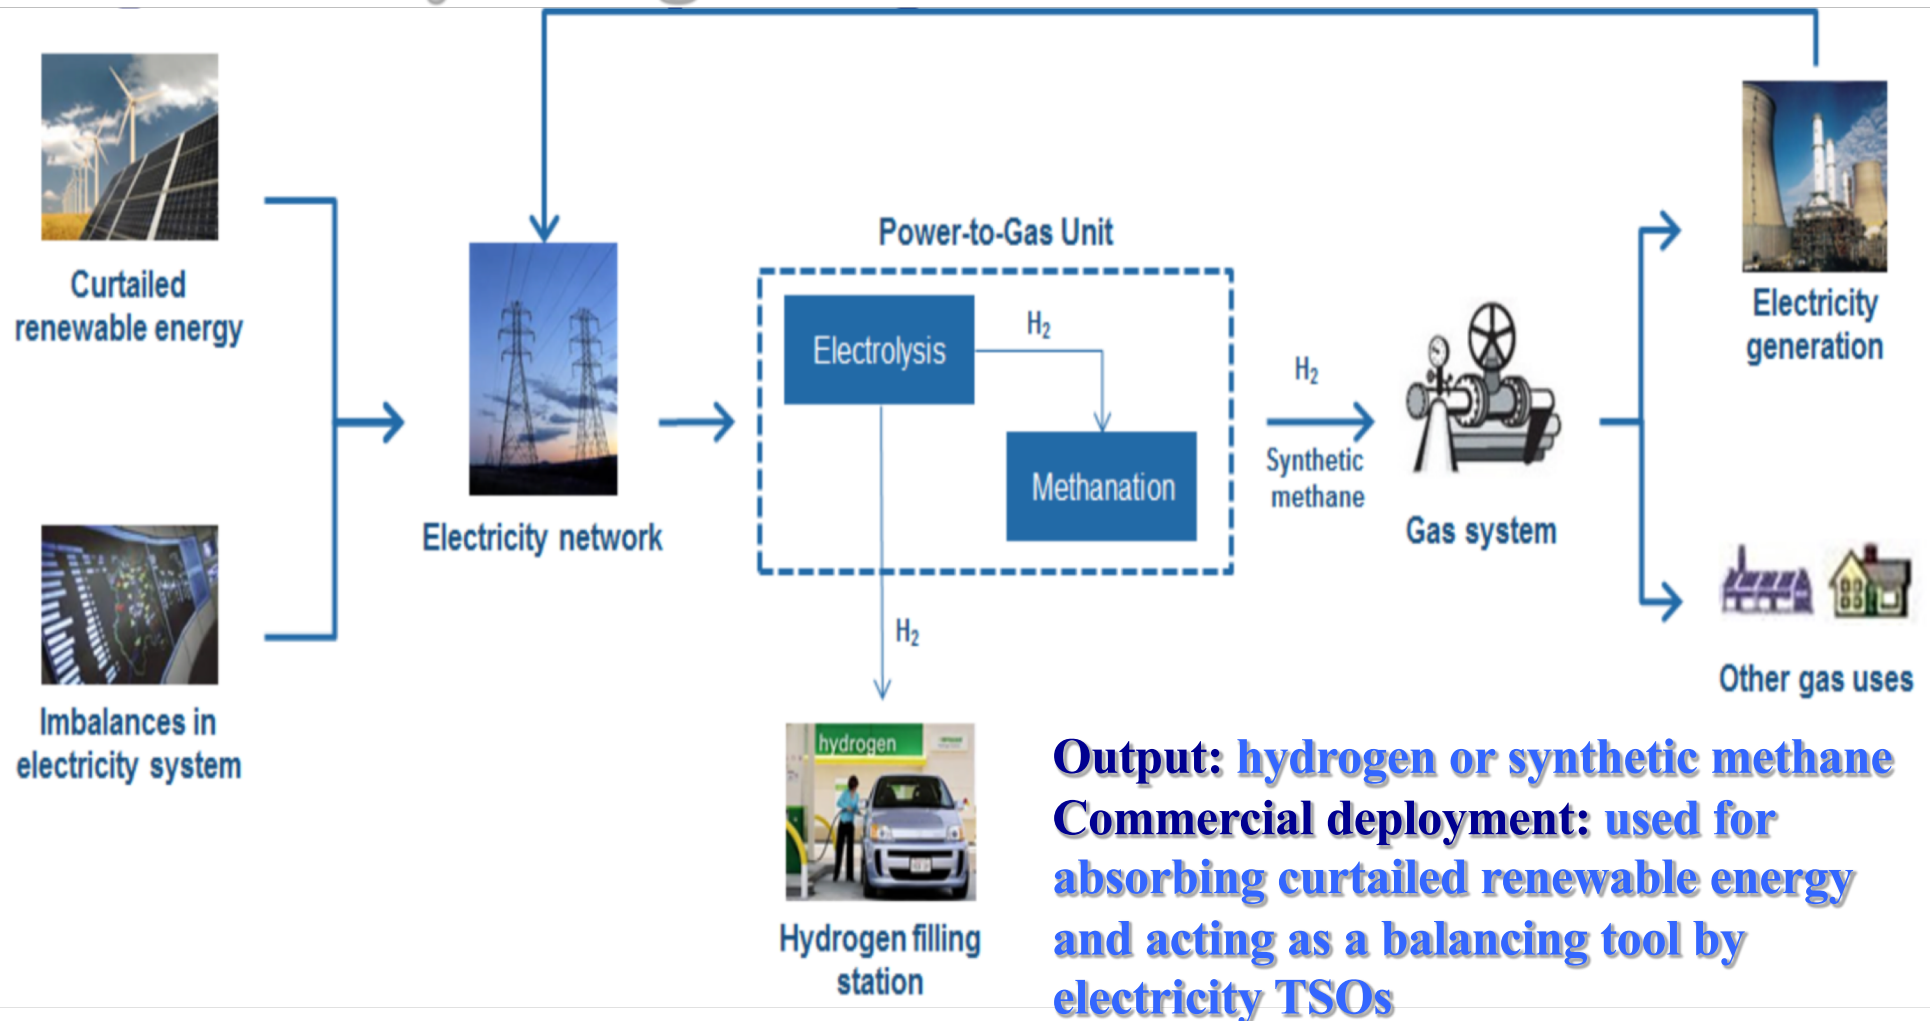 Curtailed
renewable energy
Imbalances in
electricity system
Electricity network
Power-to-Gas Unit
Electrolysis
H₂
Methanation
H₂
hydrogen
Hydrogen filling
station
H₂
Synthetic
methane
Gas system
Electricity
generation
Other gas uses
Output: hydrogen or synthetic methane
Commercial deployment: used for
absorbing curtailed renewable energy
and acting as a balancing tool by
electricity TSOs